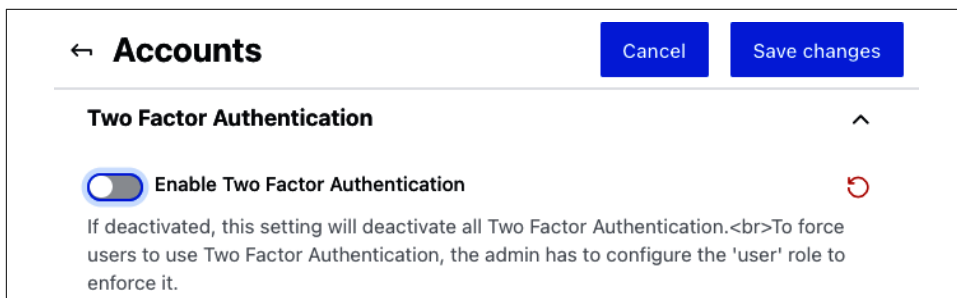 Accounts
Cancel
Save changes
Two Factor Authentication
Enable Two Factor Authentication
If deactivated, this setting will deactivate all Two Factor Authentication.<br>To force
users to use Two Factor Authentication, the admin has to configure the 'user' role to
enforce it.